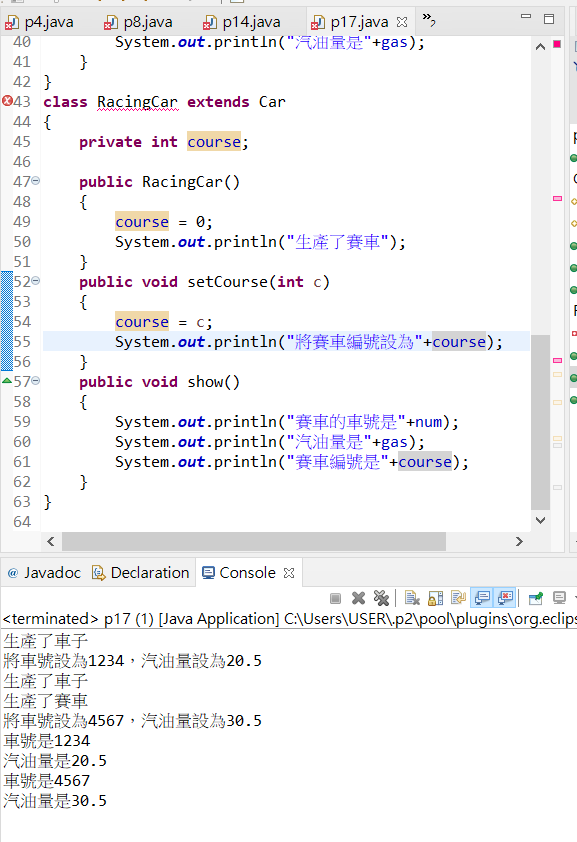 p4.java p8.java p14.java p17.java »2
40 System.out.println("汽油量是"+gas);
41 }
42 }
43 class RacingCar extends Car
44 {
45 private int course;
46
47 public RacingCar()
48 {
49 course = 0;
50 System.out.println("生產了賽車");
51 }
52 public void setCourse(int c)
53 {
54 course = c;
55 System.out.println("將賽車編號設為"+course);
56 }
57 public void show()
58 {
59 System.out.println("賽車的車號是"+num);
60 System.out.println("汽油量是"+gas);
61 System.out.println("賽車編號是"+course);
62 }
63 }
64
@ Javadoc Declaration Console
<terminated> p17 (1) [Java Application] C:\Users\USER\.p2\pool\plugins\org.eclips
生產了車子
將車號設為1234，汽油量設為20.5
生產了車子
生產了賽車
將車號設為4567，汽油量設為30.5
車號是1234
汽油量是20.5
車號是4567
汽油量是30.5